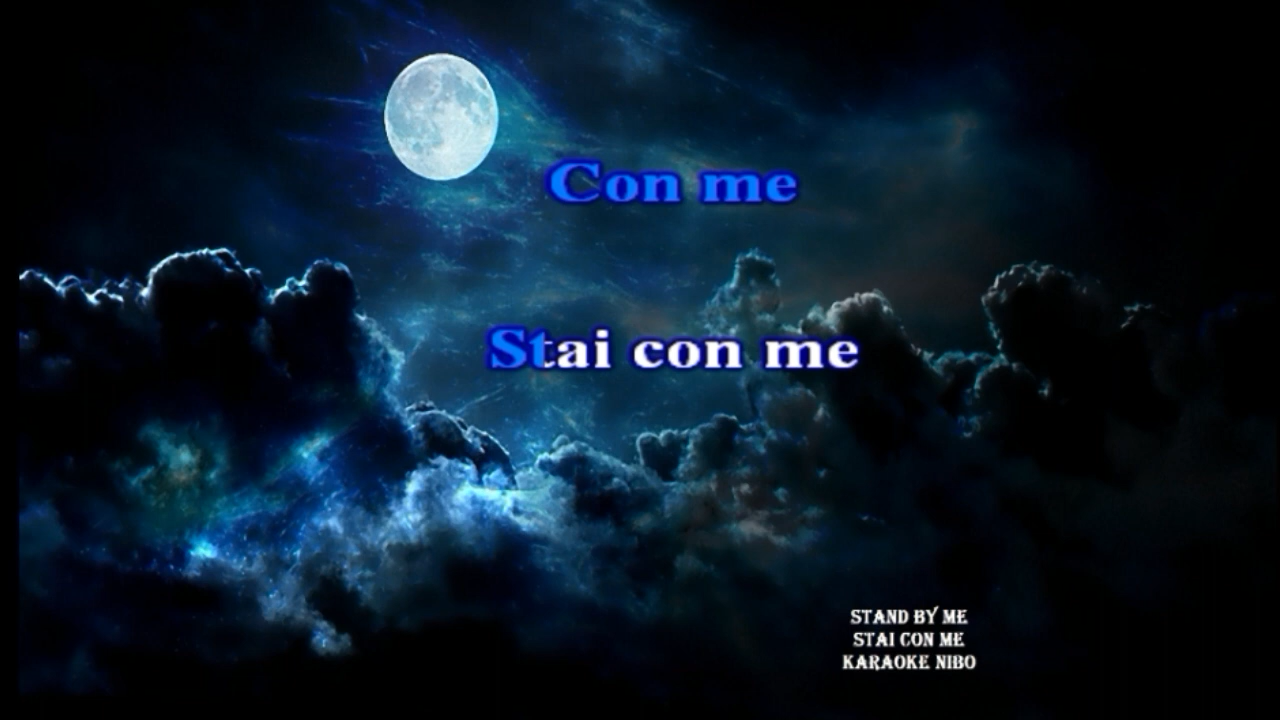 Con me
Stai con me
STAND BY ME
STAI CON ME
KARAOKE NIBO